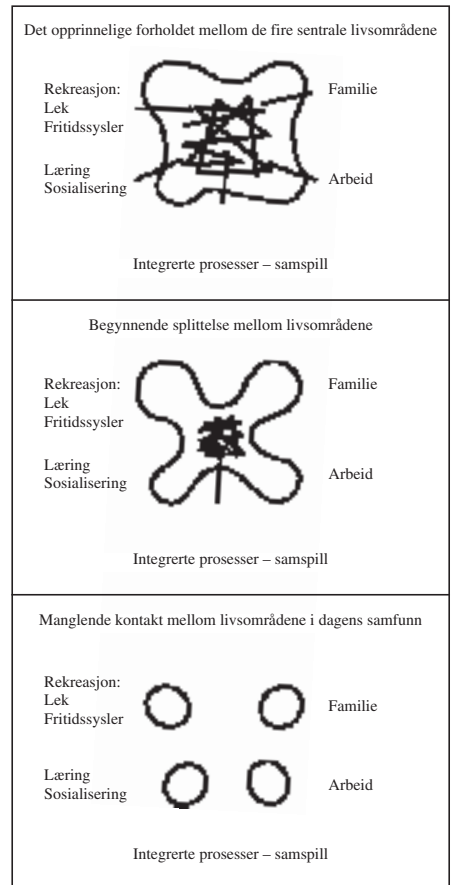 Det opprinnelige forholdet mellom de fire sentrale livsområdene
Rekreasjon:
Lek
Fritidssysler
Familie
Læring
Sosialisering
Arbeid
Integrerte prosesser – samspill
Begynnende splittelse mellom livsområdene
Rekreasjon:
Lek
Fritidssysler
Familie
Læring
Sosialisering
Arbeid
Integrerte prosesser – samspill
Manglende kontakt mellom livsområdene i dagens samfunn
Rekreasjon:
Lek
Fritidssysler
Familie
Læring
Sosialisering
Arbeid
Integrerte prosesser – samspill